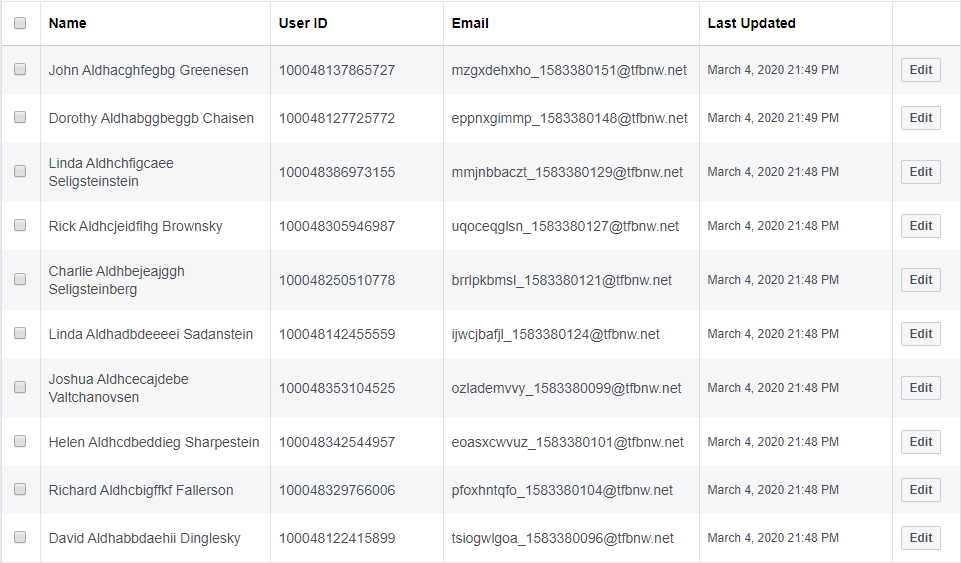 Name User ID Email Last Updated
John Aldhacghfegbg Greenesen 100048137865727 mzgxdehxho_1583380151@tfbnw.net March 4, 2020 21:49 PM Edit
Dorothy Aldhabggbeggb Chaisen 100048127725772 eppnxgimmp_1583380148@tfbnw.net March 4, 2020 21:49 PM Edit
Linda Aldhchfigcaee
Seligsteinstein 100048386973155 mmjnbbaczt_1583380129@tfbnw.net March 4, 2020 21:48 PM Edit
Rick Aldhcjeidfihg Brownsky 100048305946987 uqoceqglsn_1583380127@tfbnw.net March 4, 2020 21:48 PM Edit
Charlie Aldhbejeajggh
Seligsteinberg 100048250510778 brrlpkbmsl_1583380121@tfbnw.net March 4, 2020 21:48 PM Edit
Linda Aldhadbdeeeei Sadanstein 100048142455559 ijwcjbafjl_1583380124@tfbnw.net March 4, 2020 21:48 PM Edit
Joshua Aldhcecajdebe
Valtchanovsen 100048353104525 ozlademvvy_1583380099@tfbnw.net March 4, 2020 21:48 PM Edit
Helen Aldhcdbeddieg Sharpestein 100048342544957 eoasxcwvuz_1583380101@tfbnw.net March 4, 2020 21:48 PM Edit
Richard Aldhcbigffkf Fallerson 100048329766006 pfoxhntqfo_1583380104@tfbnw.net March 4, 2020 21:48 PM Edit
David Aldhabbdaehii Dinglesky 100048122415899 tsiogwlgoa_1583380096@tfbnw.net March 4, 2020 21:48 PM Edit